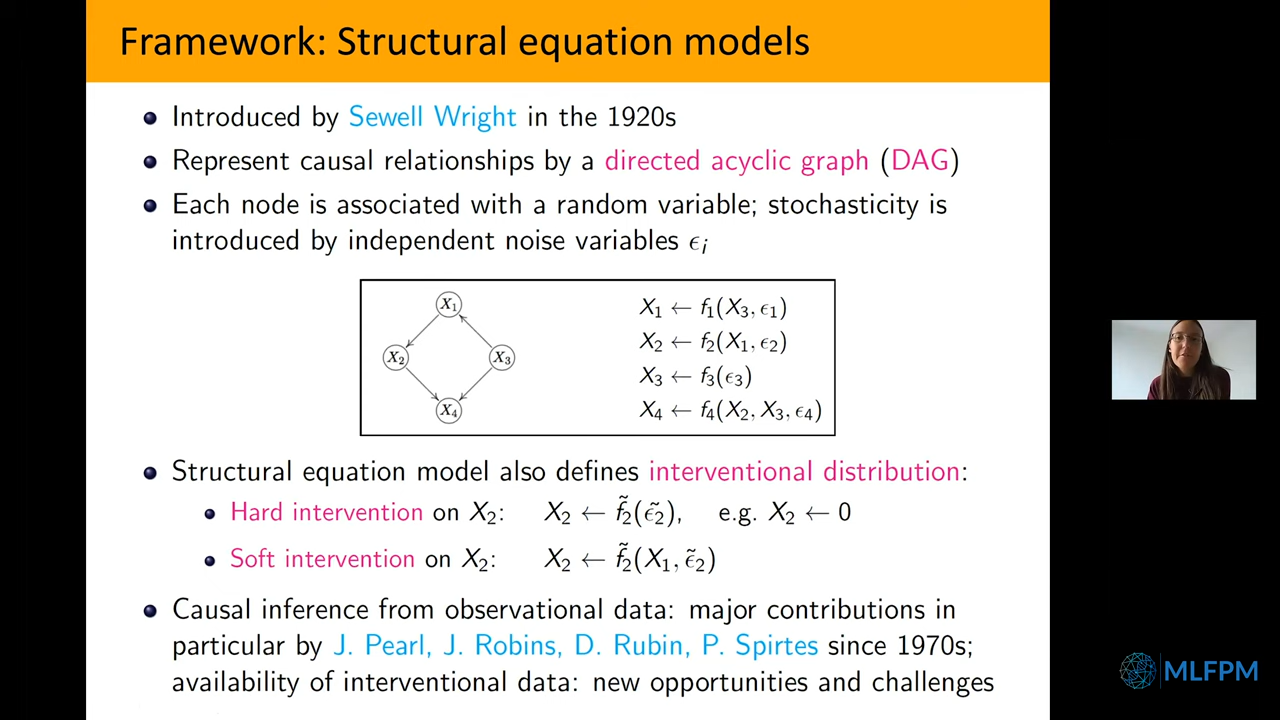 Framework: Structural equation models
Introduced by Sewell Wright in the 1920s
Represent causal relationships by a directed acyclic graph (DAG)
Each node is associated with a random variable; stochasticity is
introduced by independent noise variables ϵᵢ
X₁
X₂
X₃
X₄
X₁ ← f₁(X₃, ϵ₁)
X₂ ← f₂(X₁, ϵ₂)
X₃ ← f₃(ϵ₃)
X₄ ← f₄(X₂, X₃, ϵ₄)
Structural equation model also defines interventional distribution:
Hard intervention on X₂: X₂ ← f̃₂(ϵ̃₂), e.g. X₂ ← 0
Soft intervention on X₂: X₂ ← f̃₂(X₁, ϵ̃₂)
Causal inference from observational data: major contributions in
particular by J. Pearl, J. Robins, D. Rubin, P. Spirtes since 1970s;
availability of interventional data: new opportunities and challenges
MLFPM